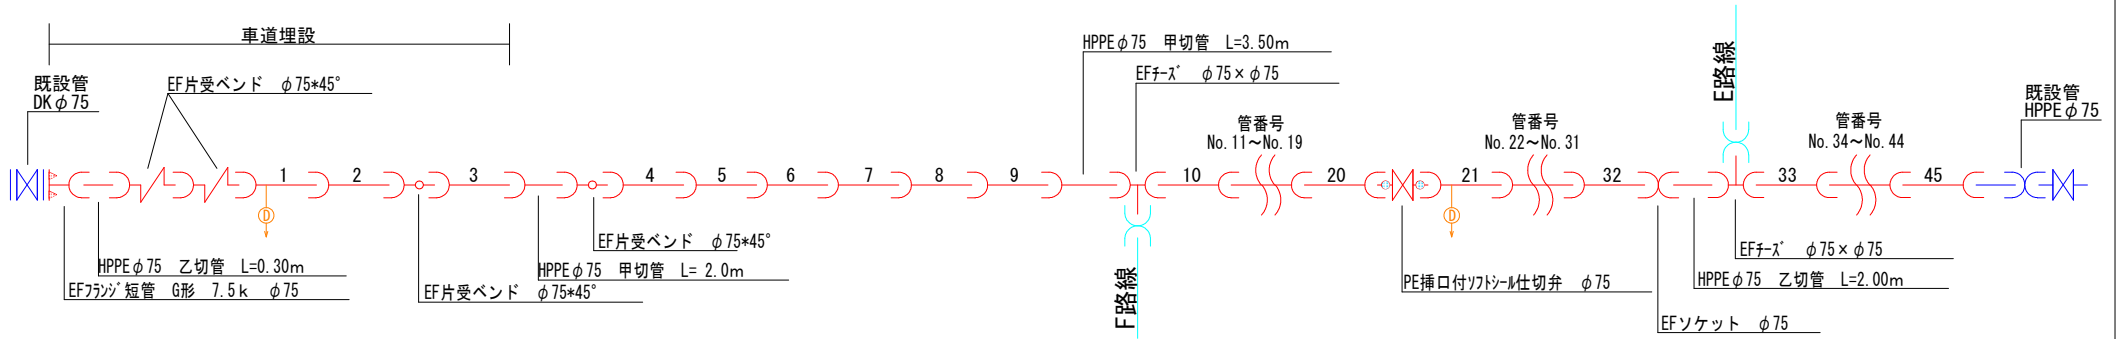 車道埋設
既設管
DKφ75
EF片受ベンド φ75*45°
HPPEφ75 甲切管 L=3.50m
EFﾁｰｽﾞ φ75×φ75
E路線
既設管
HPPEφ75
管番号
No.11～No.19
管番号
No.22～No.31
管番号
No.34～No.44
1
2
3
4
5
6
7
8
9
10
20
21
32
33
45
D
D
EF片受ベンド φ75*45°
HPPEφ75 乙切管 L=0.30m
HPPEφ75 甲切管 L= 2.0m
EFﾌﾗﾝｼﾞ短管 G形 7.5k φ75
EF片受ベンド φ75*45°
F路線
PE挿口付ｿﾌﾄｼｰﾙ仕切弁 φ75
EFﾁｰｽﾞ φ75×φ75
HPPEφ75 乙切管 L=2.00m
EFソケット φ75